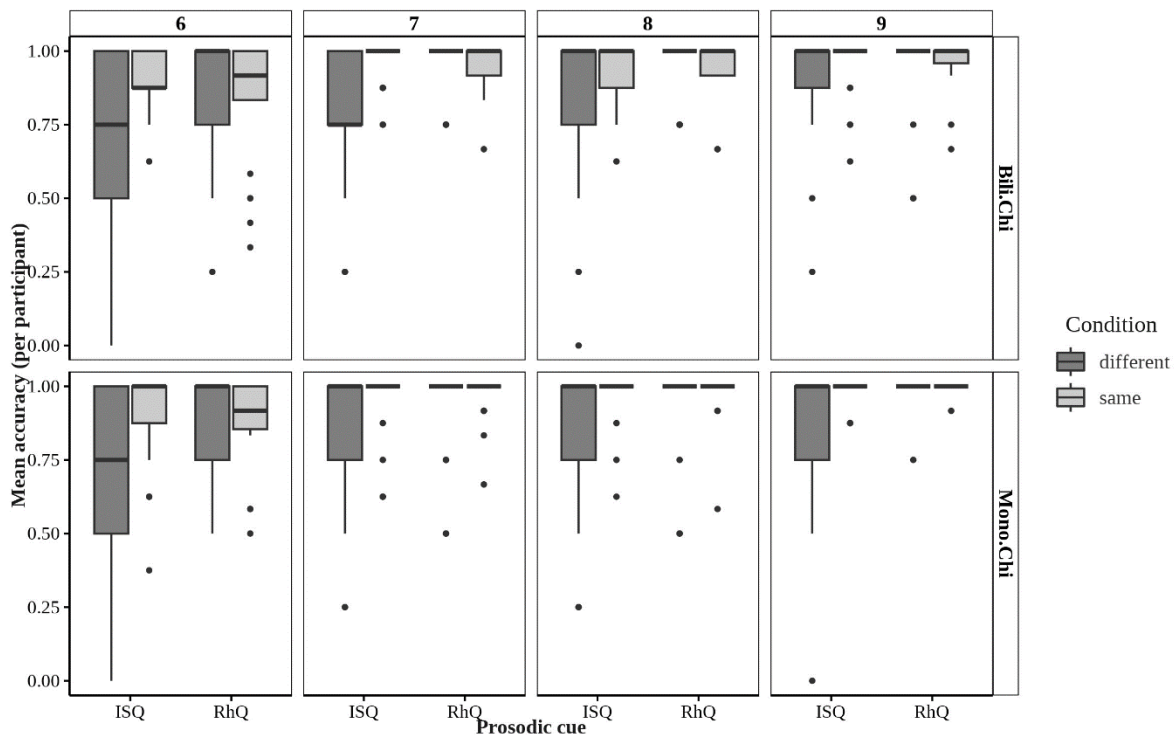 6 7 8 9
1.00
0.75
0.50
0.25
0.00
Bili.Chi
1.00
0.75
0.50
0.25
0.00
Mono.Chi
Mean accuracy (per participant)
ISQ RhQ ISQ RhQ ISQ RhQ ISQ RhQ
Prosodic cue
Condition
different
same